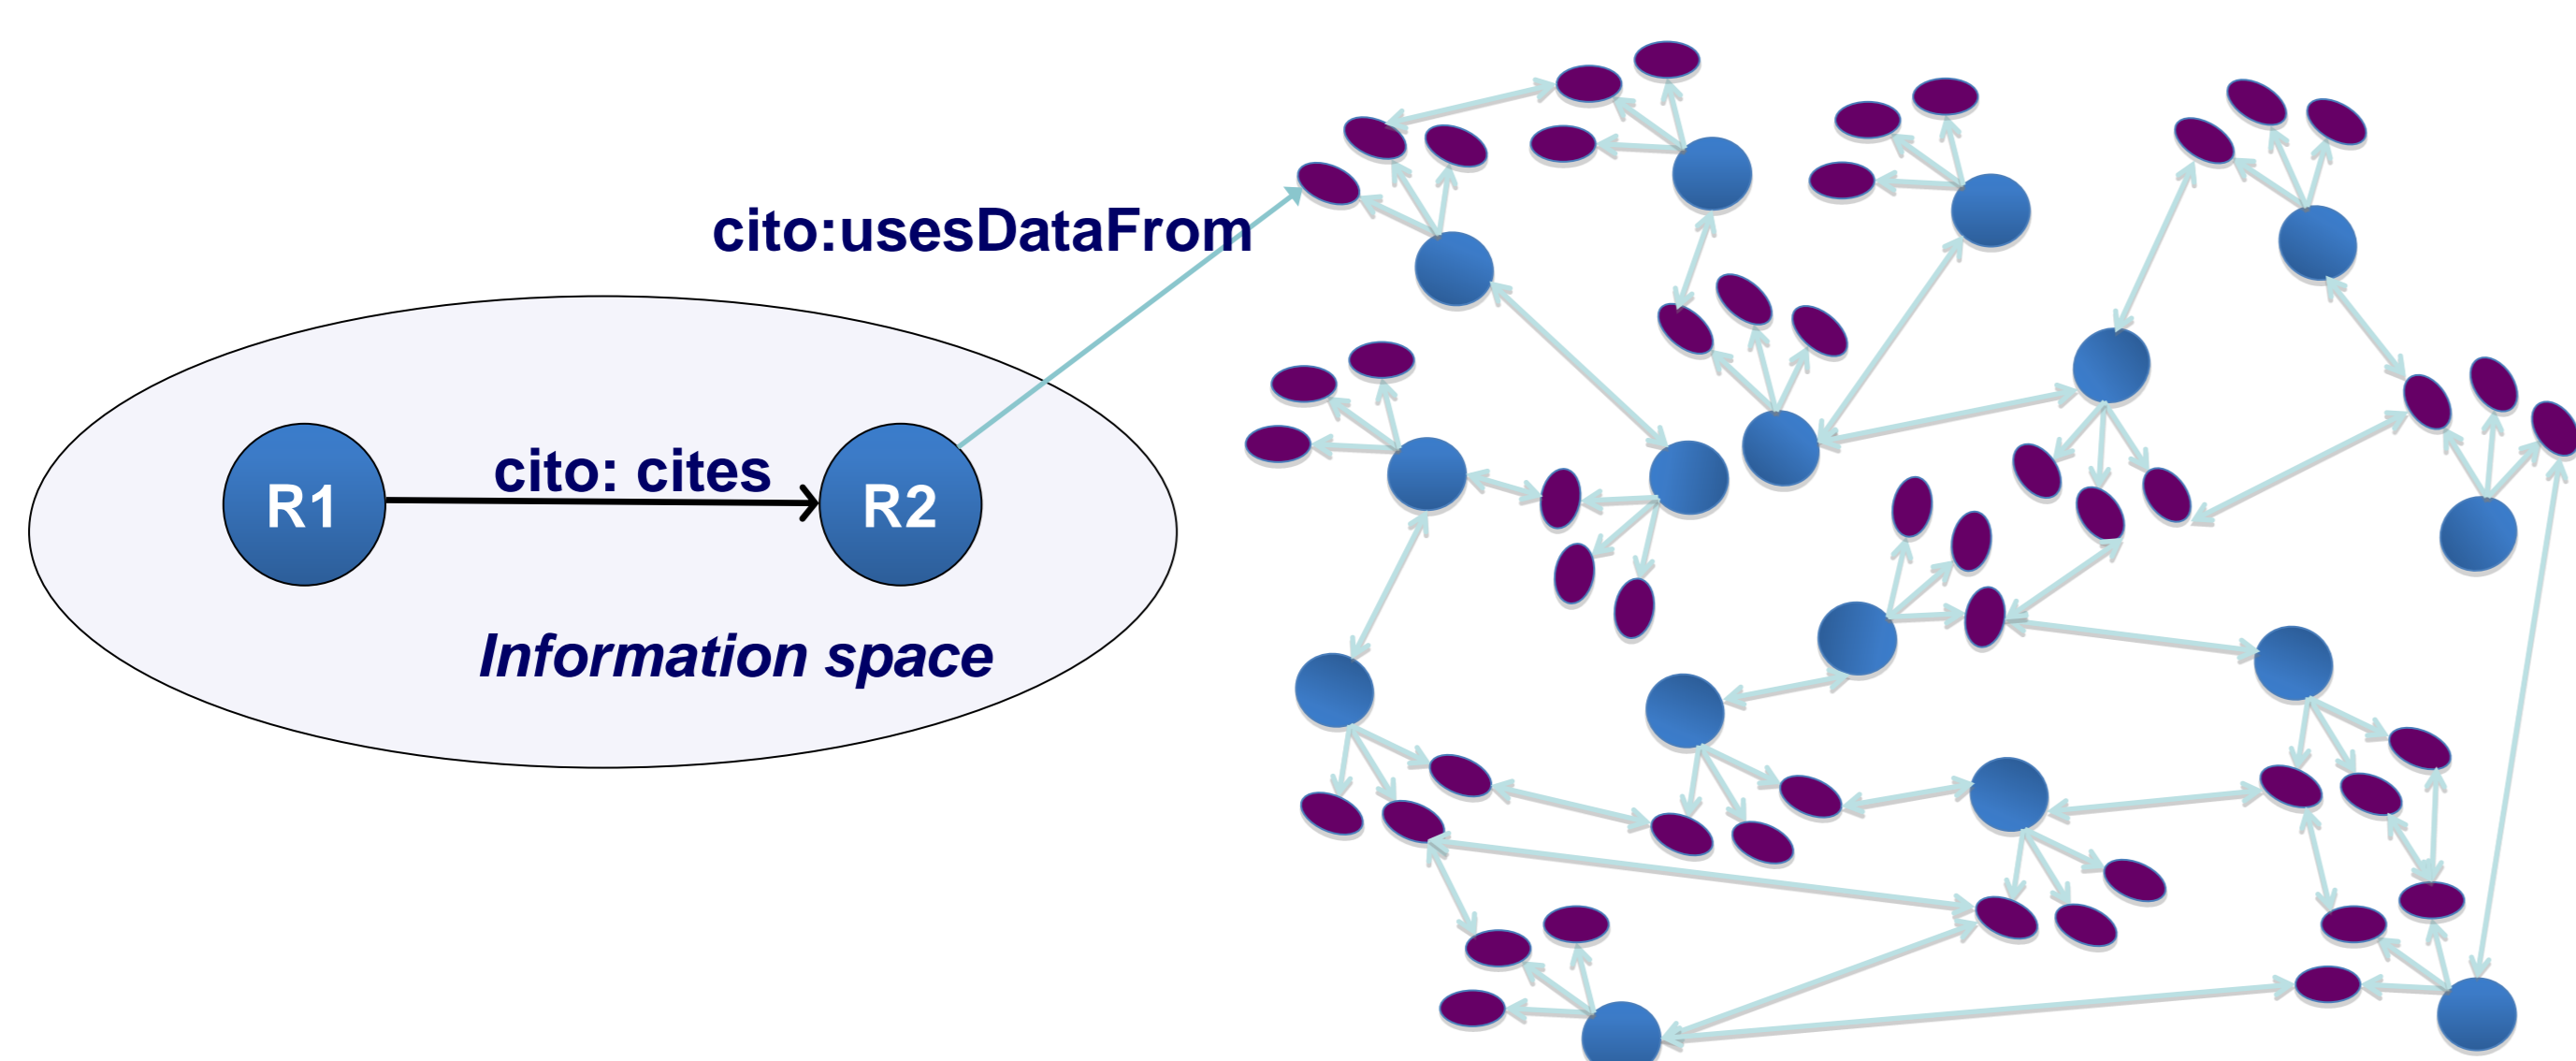 cito:usesDataFrom
R1
cito: cites
R2
Information space